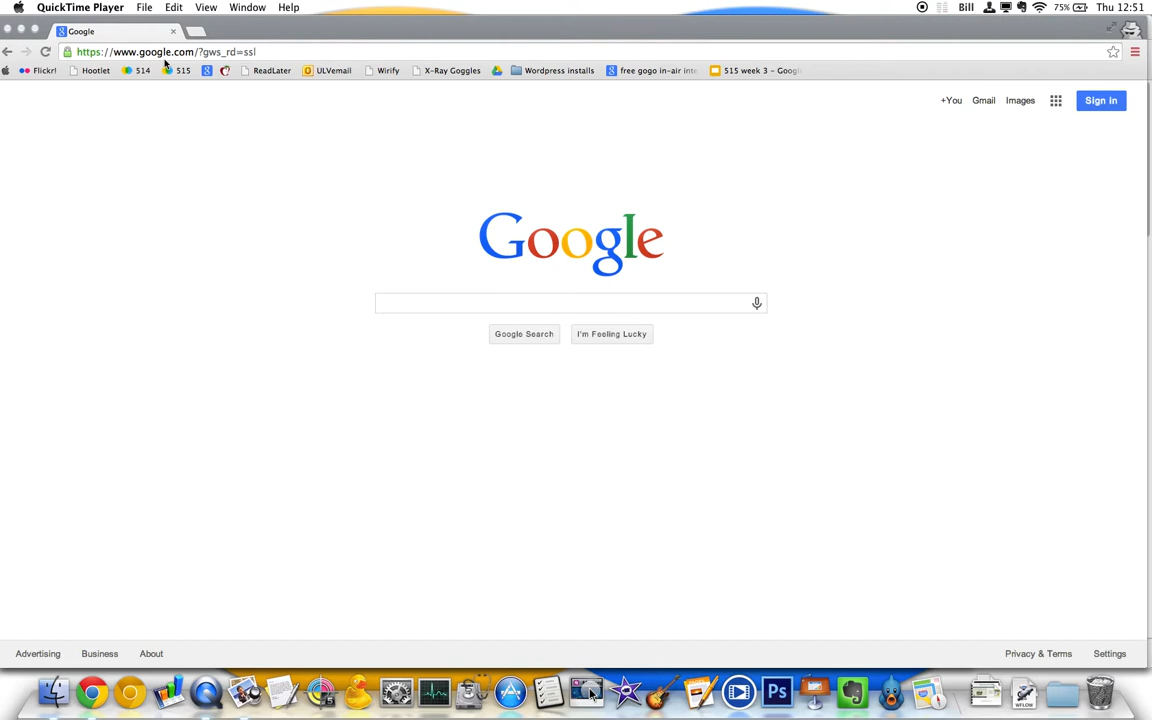 QuickTime Player File Edit View Window Help Bill 75% Thu 12:51
Google
https://www.google.com/?gws_rd=ssl
Flickr! Hootlet 514 515 ReadLater ULVemail Wirify X-Ray Goggles Wordpress installs free gogo in-air inte 515 week 3 – Googl
+You Gmail Images Sign in
Google
Google Search I'm Feeling Lucky
Advertising Business About Privacy & Terms Settings
Ps